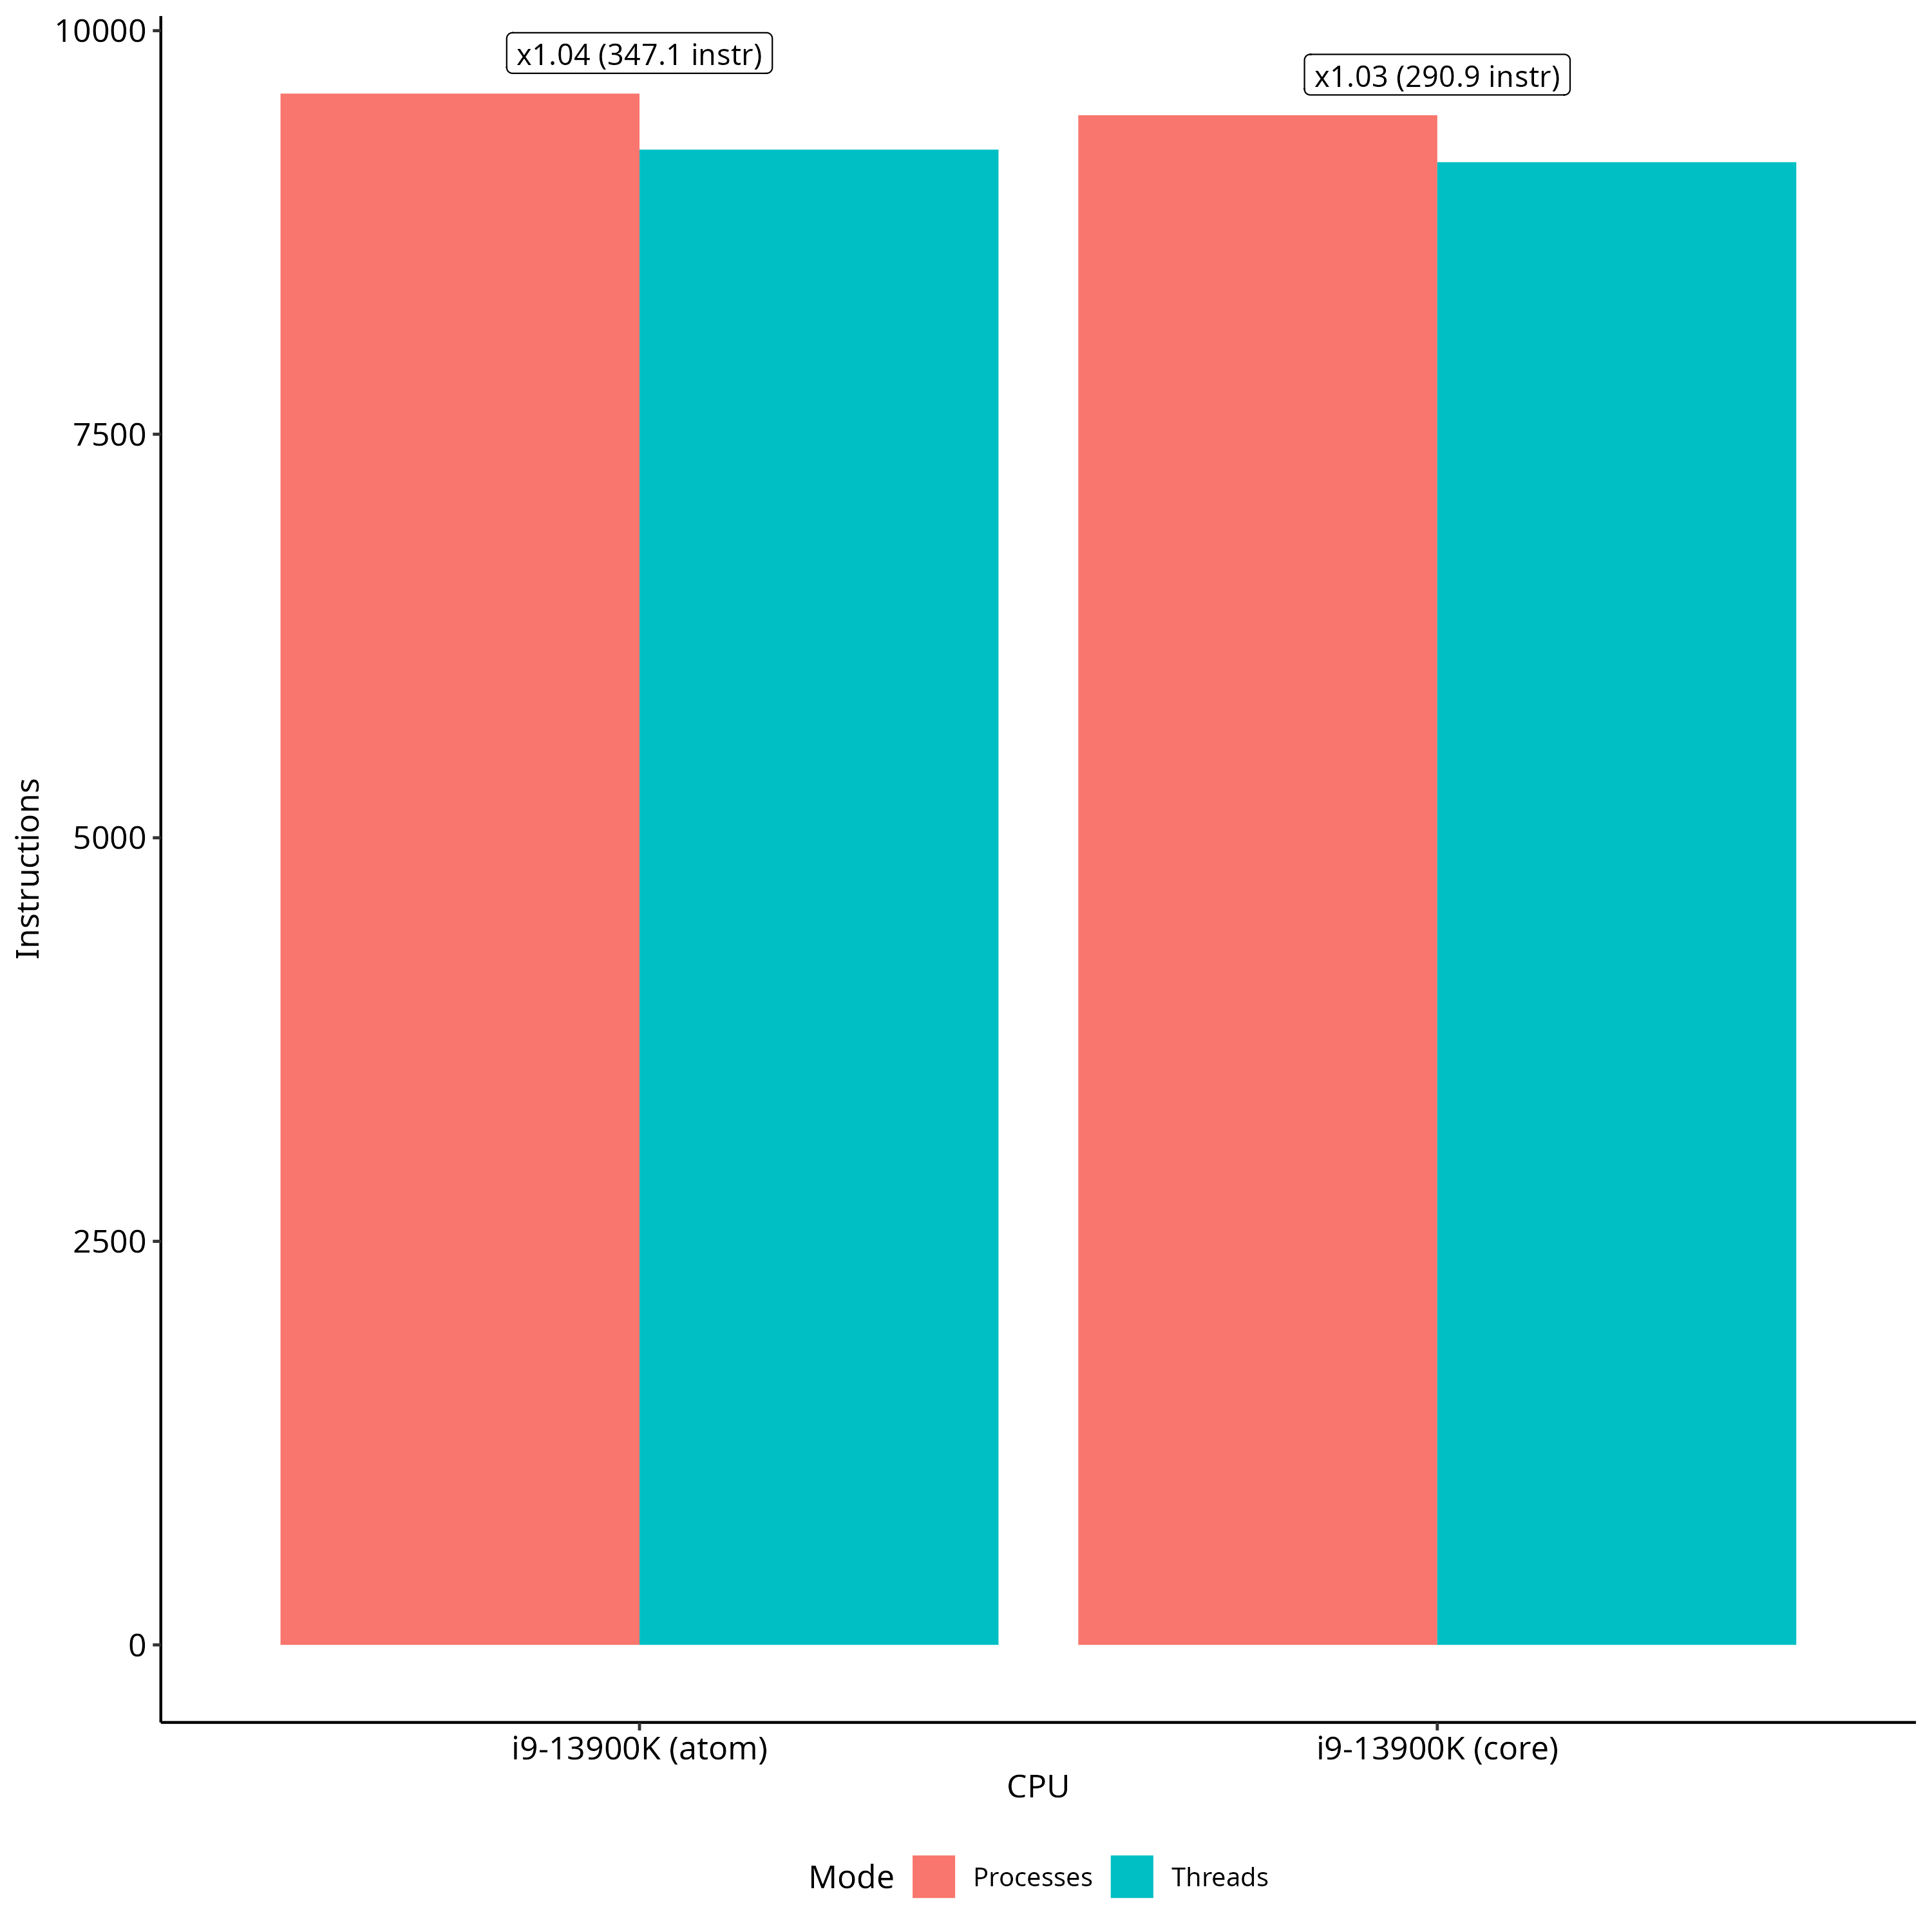 10000
x1.04 (347.1 instr)
x1.03 (290.9 instr)
7500
5000
2500
0
Instructions
i9-13900K (atom)
i9-13900K (core)
CPU
Mode
Processes
Threads